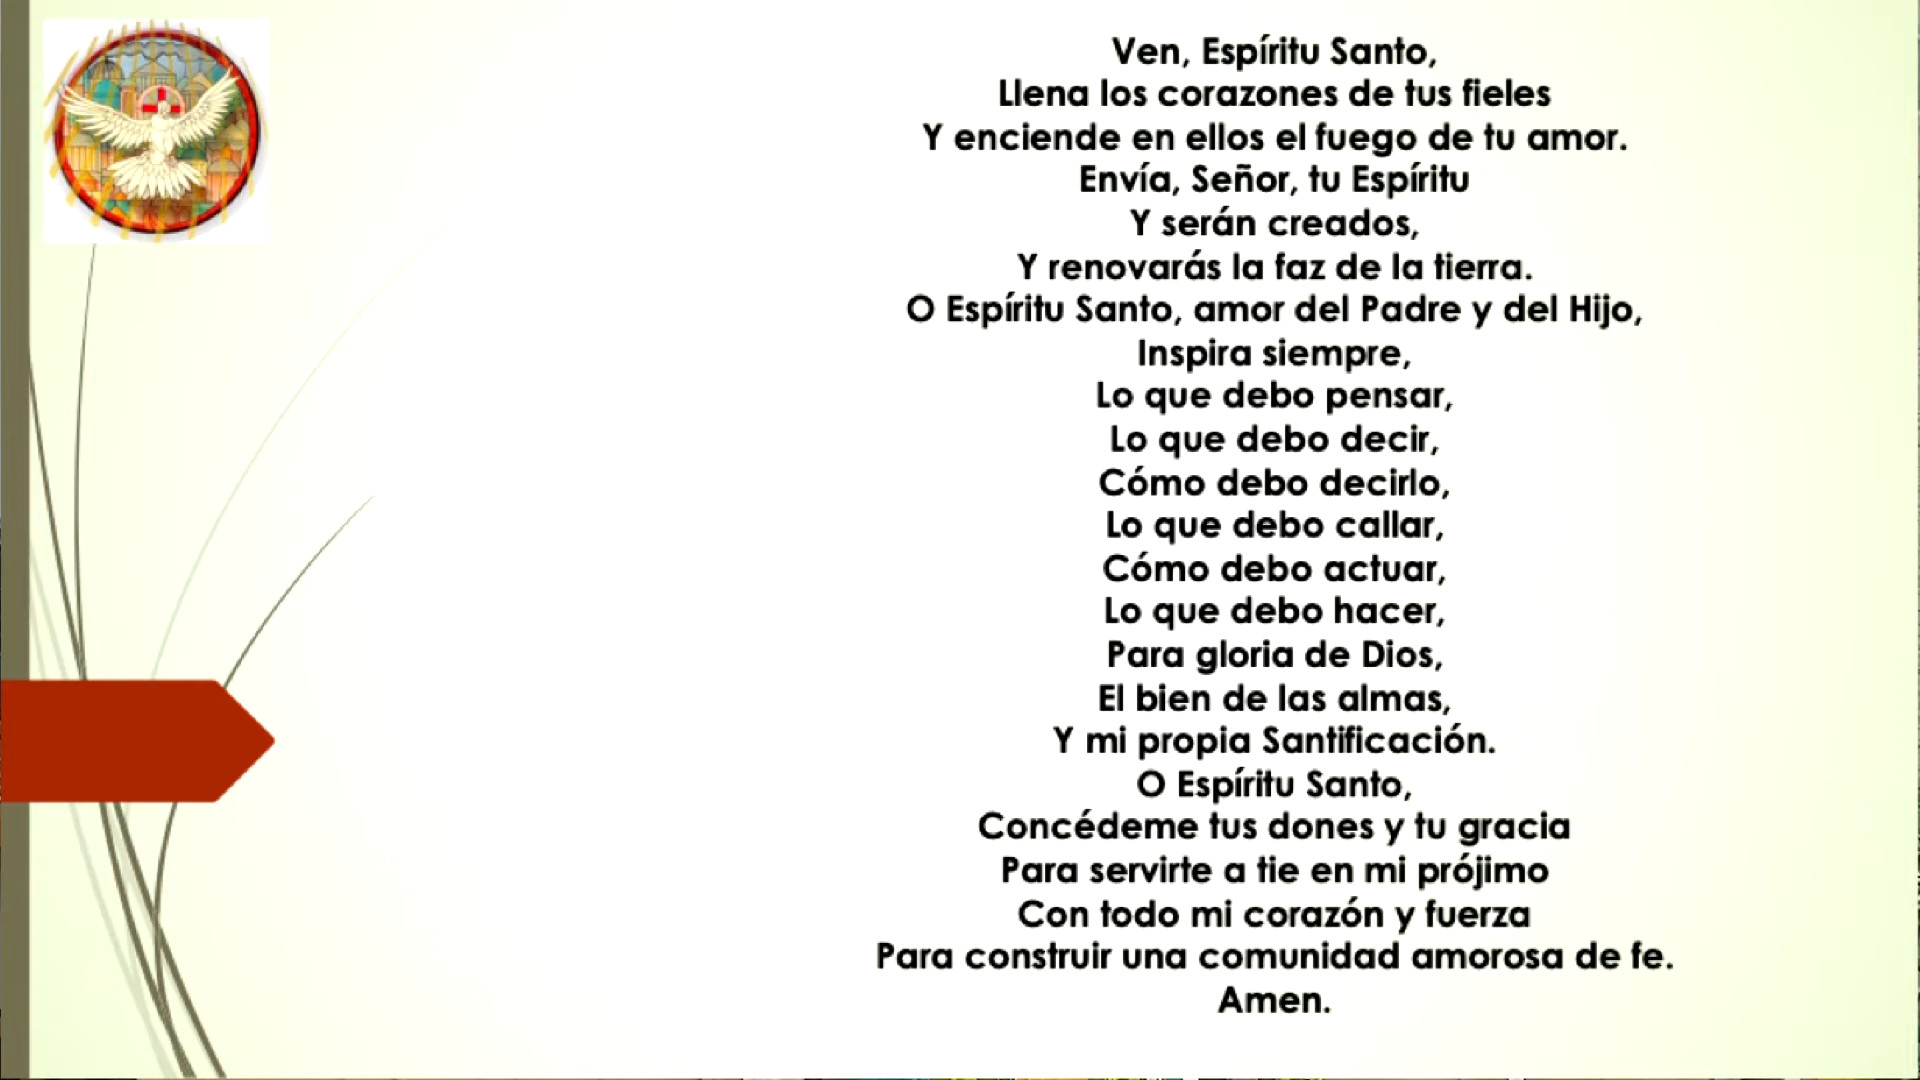 Ven, Espíritu Santo,
Llena los corazones de tus fieles
Y enciende en ellos el fuego de tu amor.
Envía, Señor, tu Espíritu
Y serán creados,
Y renovarás la faz de la tierra.
O Espíritu Santo, amor del Padre y del Hijo,
Inspira siempre,
Lo que debo pensar,
Lo que debo decir,
Cómo debo decirlo,
Lo que debo callar,
Cómo debo actuar,
Lo que debo hacer,
Para gloria de Dios,
El bien de las almas,
Y mi propia Santificación.
O Espíritu Santo,
Concédeme tus dones y tu gracia
Para servirte a tie en mi prójimo
Con todo mi corazón y fuerza
Para construir una comunidad amorosa de fe.
Amen.